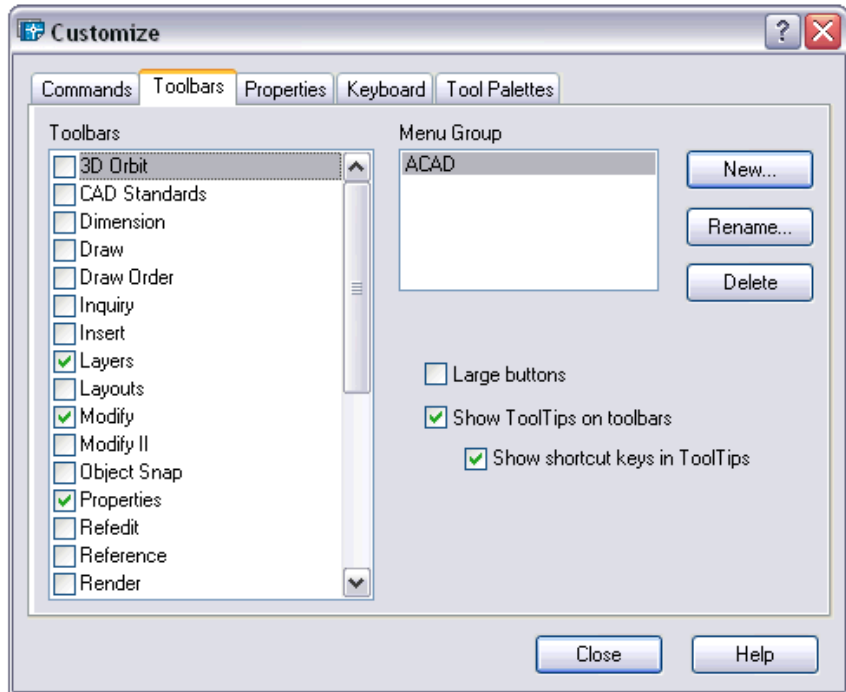 Customize
Commands Toolbars Properties Keyboard Tool Palettes
Toolbars
3D Orbit
CAD Standards
Dimension
Draw
Draw Order
Inquiry
Insert
Layers
Layouts
Modify
Modify II
Object Snap
Properties
Refedit
Reference
Render
Menu Group
ACAD
New...
Rename...
Delete
Large buttons
Show ToolTips on toolbars
Show shortcut keys in ToolTips
Close Help